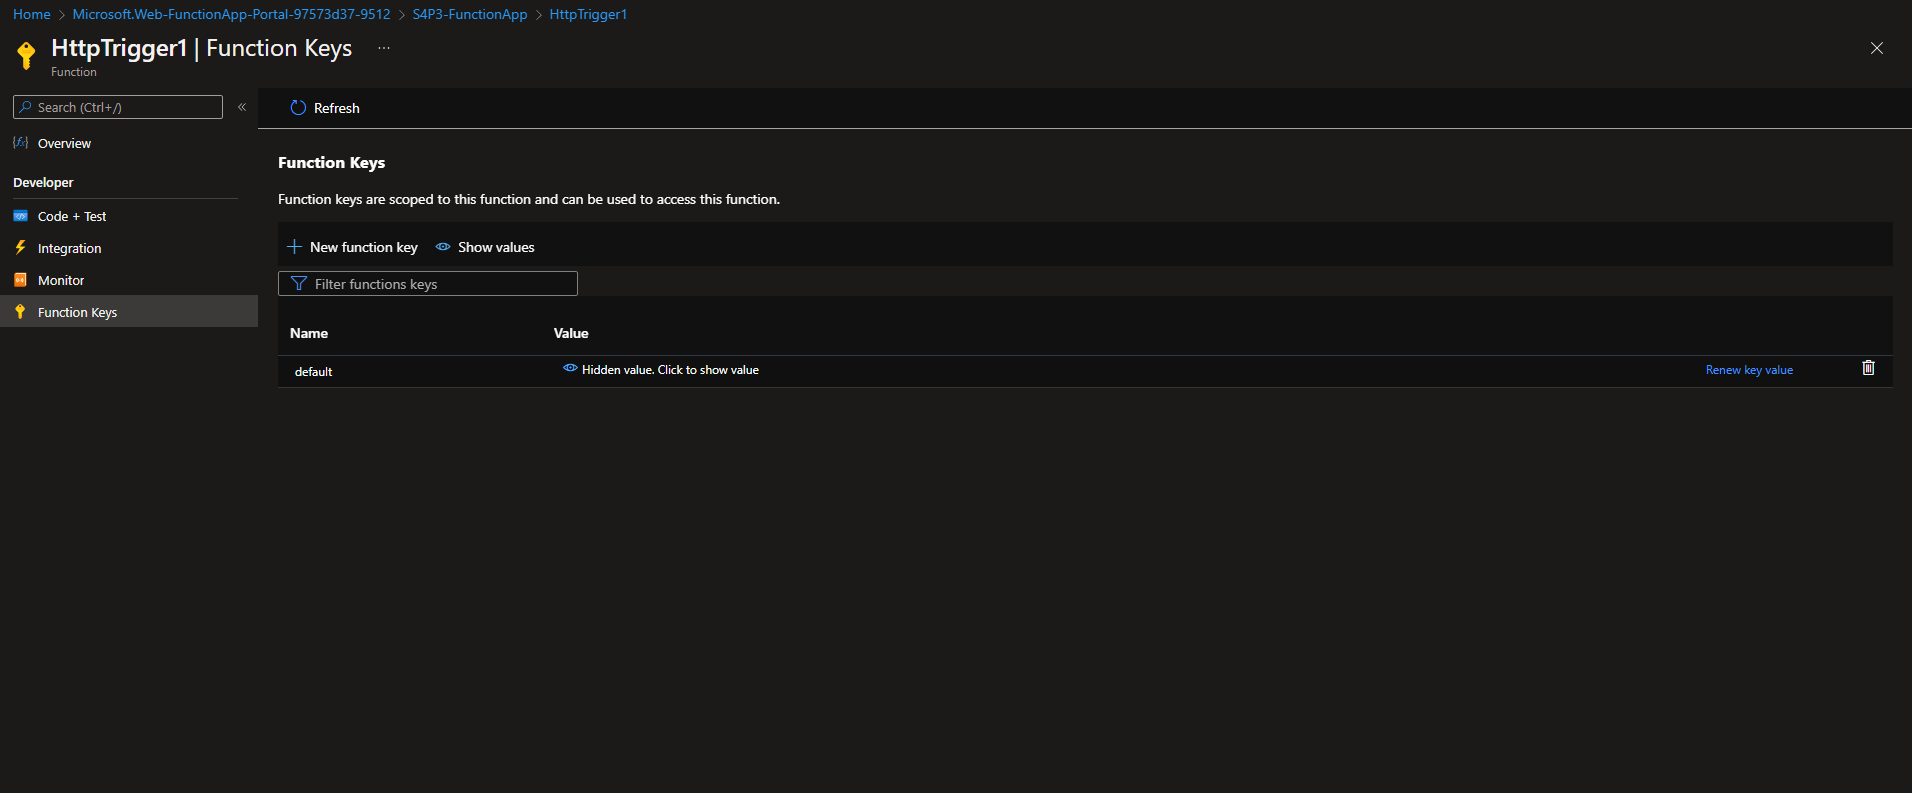 Home > Microsoft.Web-FunctionApp-Portal-97573d37-9512 > S4P3-FunctionApp > HttpTrigger1
HttpTrigger1 | Function Keys ...
Function
Search (Ctrl+/) «
Refresh
Overview
Developer
Code + Test
Integration
Monitor
Function Keys
Function Keys
Function keys are scoped to this function and can be used to access this function.
New function key Show values
Filter functions keys
Name Value
default Hidden value. Click to show value Renew key value